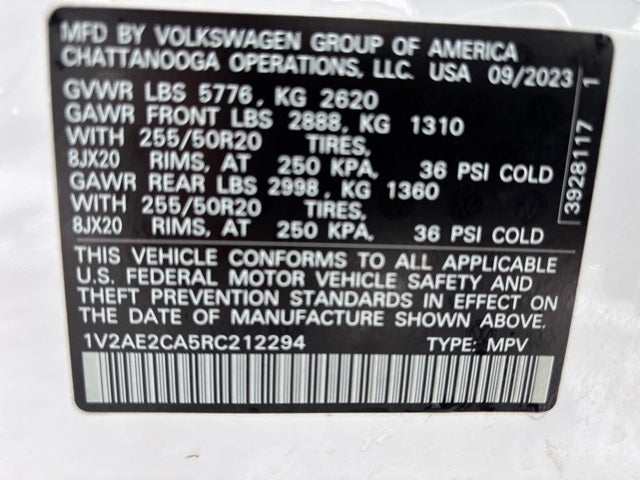 MFD BY VOLKSWAGEN GROUP OF AMERICA
CHATTANOOGA OPERATIONS, LLC. USA 09/2023
GVWR LBS 5776, KG 2620
GAWR FRONT LBS 2888, KG 1310
WITH 255/50R20 TIRES,
8JX20 RIMS, AT 250 KPA, 36 PSI COLD
GAWR REAR LBS 2998, KG 1360
WITH 255/50R20 TIRES,
8JX20 RIMS, AT 250 KPA, 36 PSI COLD
THIS VEHICLE CONFORMS TO ALL APPLICABLE
U.S. FEDERAL MOTOR VEHICLE SAFETY AND
THEFT PREVENTION STANDARDS IN EFFECT ON
THE DATE OF MANUFACTURE SHOWN ABOVE
1V2AE2CA5RC212294 TYPE: MPV
3928117 1